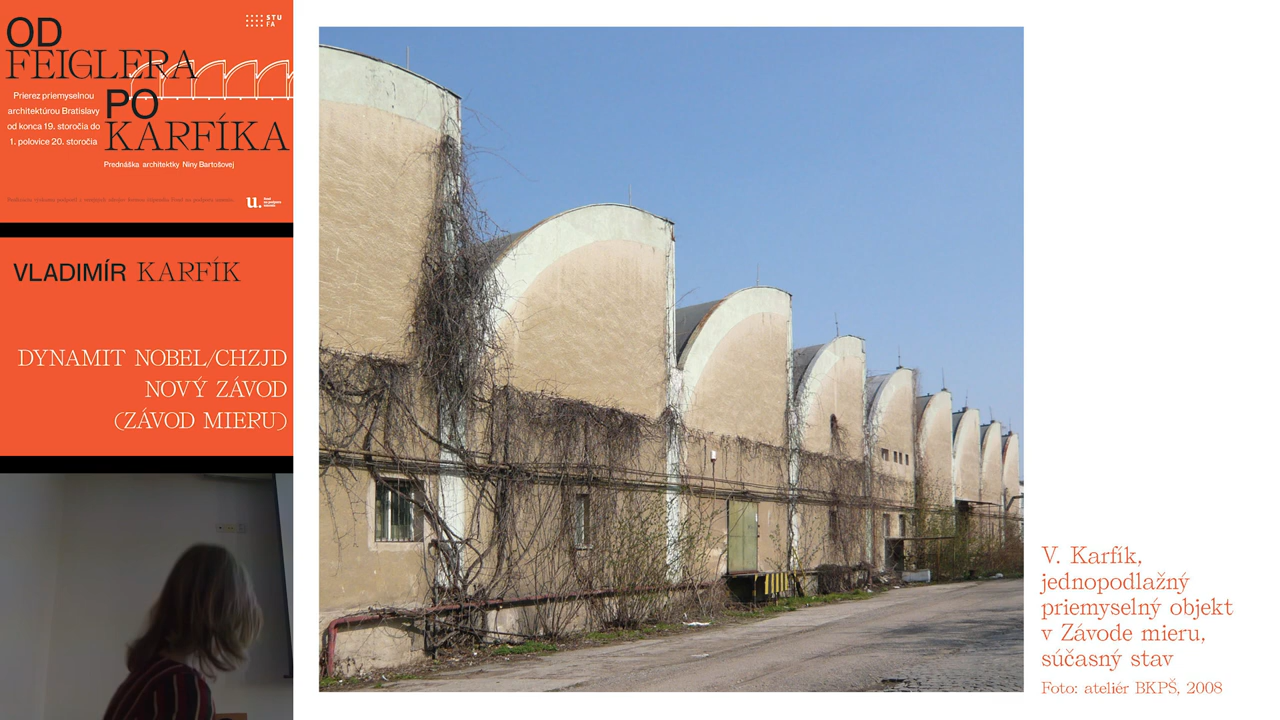 OD
FEIGLERA
PO
KARFÍKA
STU
FA
Prierez priemyselnou
architektúrou Bratislavy
od konca 19. storočia do
1. polovice 20. storočia
Prednáška architektky Niny Bartošovej
u.
VLADIMÍR KARFÍK
DYNAMIT NOBEL/CHZJD
NOVÝ ZÁVOD
(ZÁVOD MIERU)
V. Karfík,
jednopodlažný
priemyselný objekt
v Závode mieru,
súčasný stav
Foto: ateliér BKPŠ, 2008